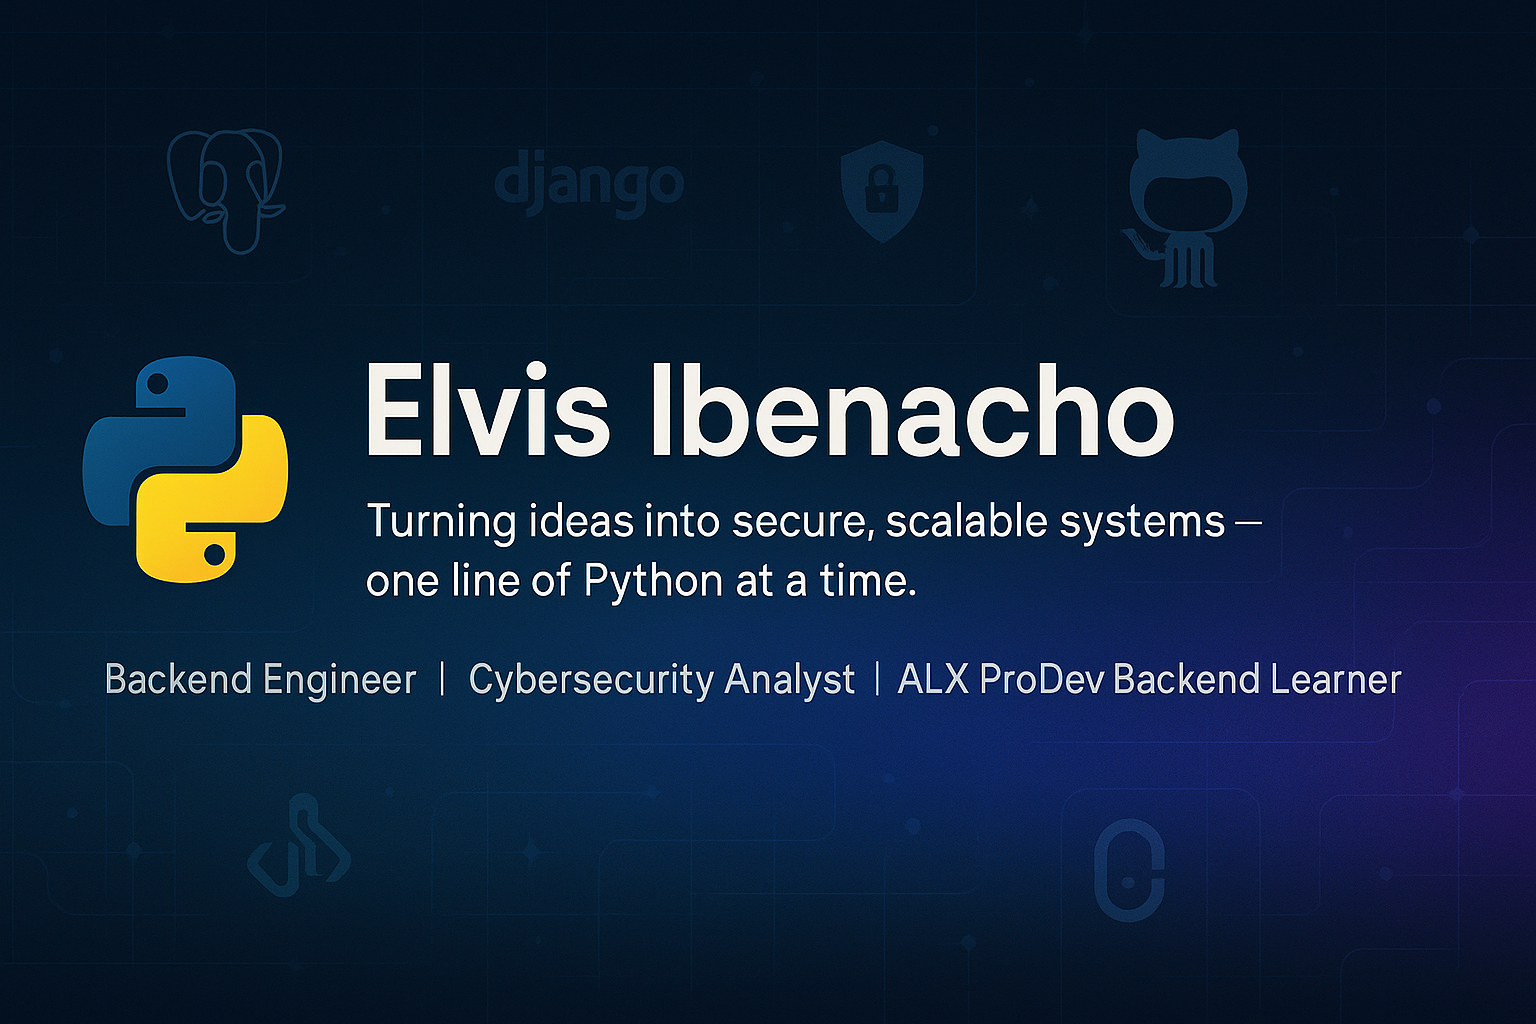 django
Elvis Ibenacho
Turning ideas into secure, scalable systems –
one line of Python at a time.
Backend Engineer | Cybersecurity Analyst | ALX ProDev Backend Learner